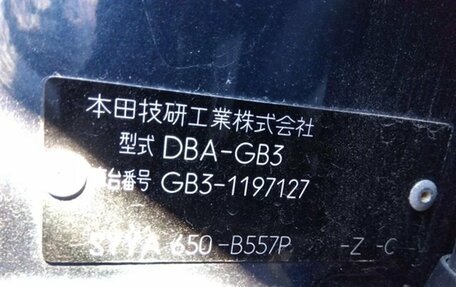 本田技研工業株式会社
型式 DBA-GB3
台番号 GB3-1197127
650 -B557P -Z -C